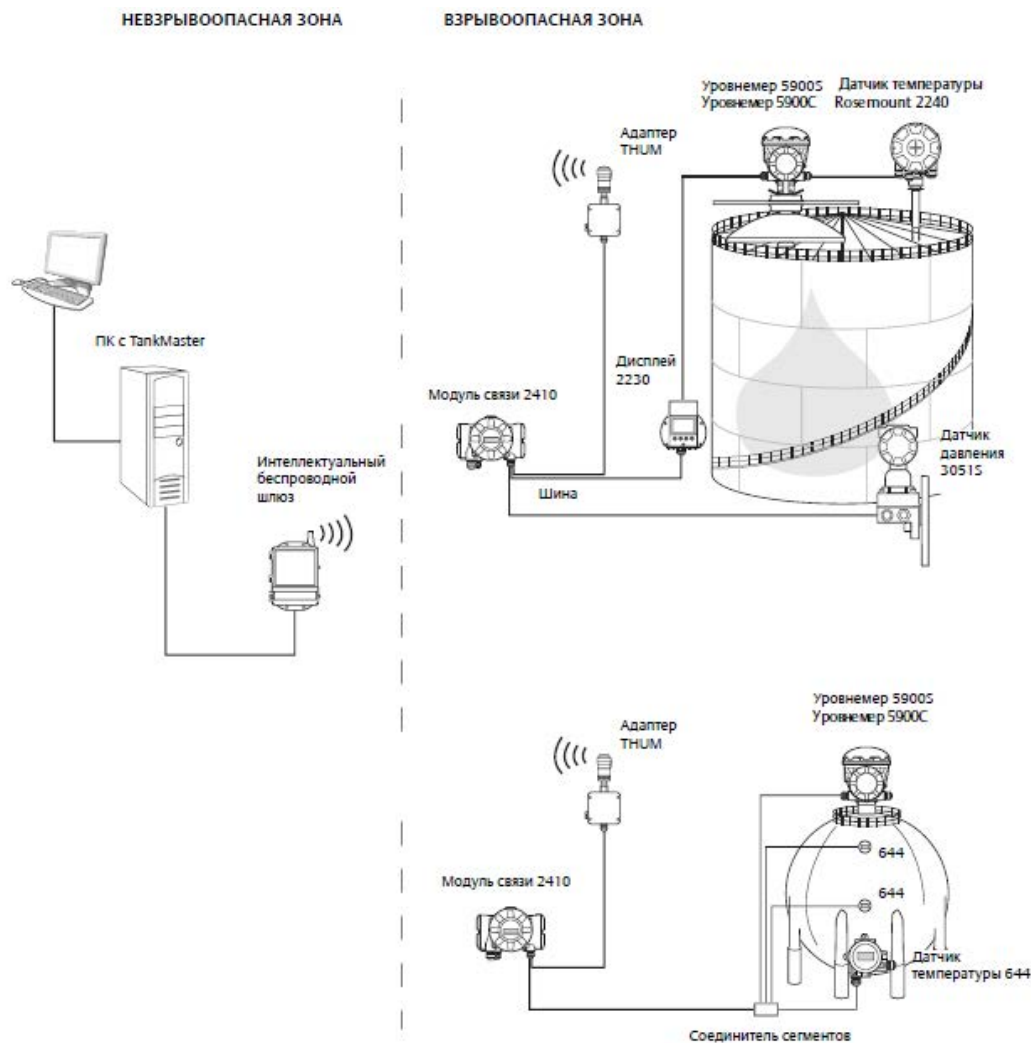 НЕВЗРЫВООПАСНАЯ ЗОНА
ВЗРЫВООПАСНАЯ ЗОНА
Уровнемер 5900S
Уровнемер 5900С
Датчик температуры
Rosemount 2240
Адаптер
THUM
ПК с TankMaster
Дисплей
2230
Модуль связи 2410
Интеллектуальный
беспроводной
шлюз
Шина
Датчик
давления
3051S
Уровнемер 5900S
Уровнемер 5900С
Адаптер
THUM
644
Модуль связи 2410
644
Датчик
температуры 644
Соединитель сегментов